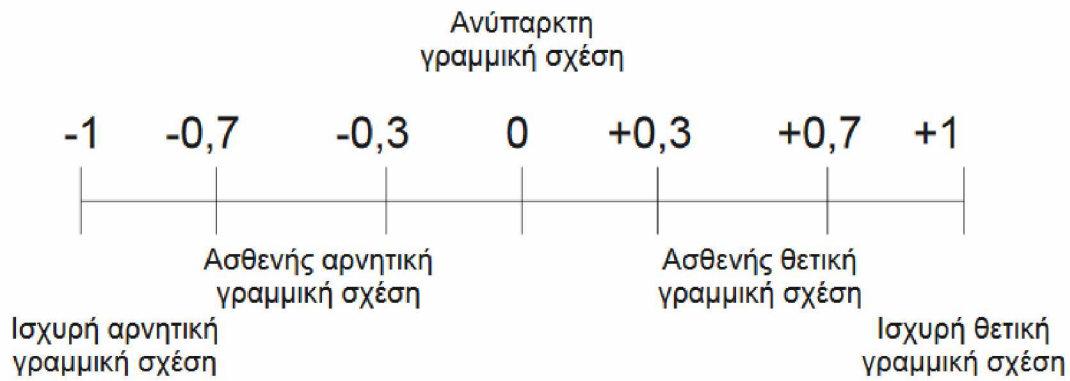 Ανύπαρκτη
γραμμική σχέση
-1 -0,7 -0,3 0 +0,3 +0,7 +1
Ασθενής αρνητική
γραμμική σχέση
Ασθενής θετική
γραμμική σχέση
Ισχυρή αρνητική
γραμμική σχέση
Ισχυρή θετική
γραμμική σχέση